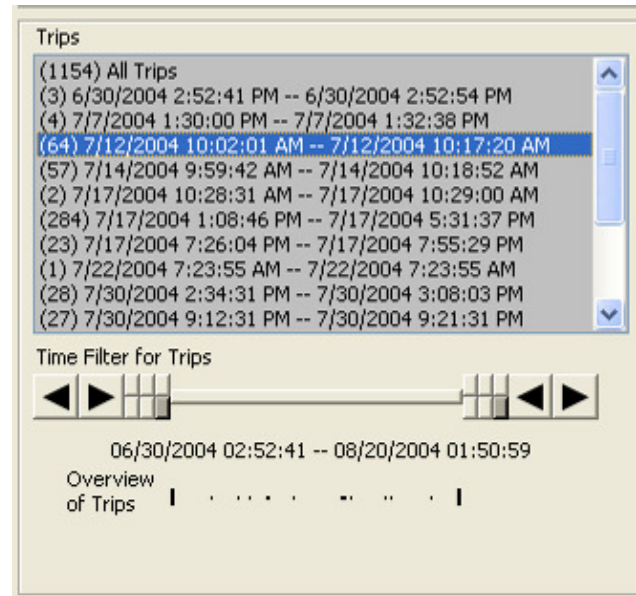 Trips
(1154) All Trips
(3) 6/30/2004 2:52:41 PM -- 6/30/2004 2:52:54 PM
(4) 7/7/2004 1:30:00 PM -- 7/7/2004 1:32:38 PM
(64) 7/12/2004 10:02:01 AM -- 7/12/2004 10:17:20 AM
(57) 7/14/2004 9:59:42 AM -- 7/14/2004 10:18:52 AM
(2) 7/17/2004 10:28:31 AM -- 7/17/2004 10:29:00 AM
(284) 7/17/2004 1:08:46 PM -- 7/17/2004 5:31:37 PM
(23) 7/17/2004 7:26:04 PM -- 7/17/2004 7:55:29 PM
(1) 7/22/2004 7:23:55 AM -- 7/22/2004 7:23:55 AM
(28) 7/30/2004 2:34:31 PM -- 7/30/2004 3:08:03 PM
(27) 7/30/2004 9:12:31 PM -- 7/30/2004 9:21:31 PM
Time Filter for Trips
06/30/2004 02:52:41 -- 08/20/2004 01:50:59
Overview
of Trips